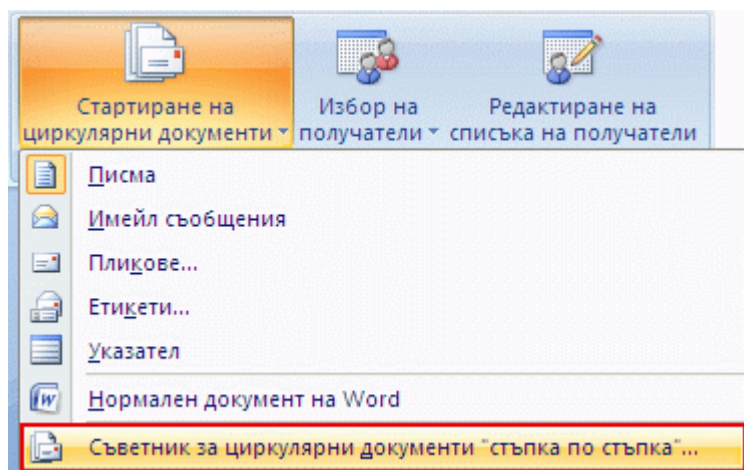 Стартиране на
циркулярни документи
Избор на
получатели
Редактиране на
списъка на получатели
Писма
Имейл съобщения
Пликове...
Етикети...
Указател
Нормален документ на Word
Съветник за циркулярни документи "стъпка по стъпка"...